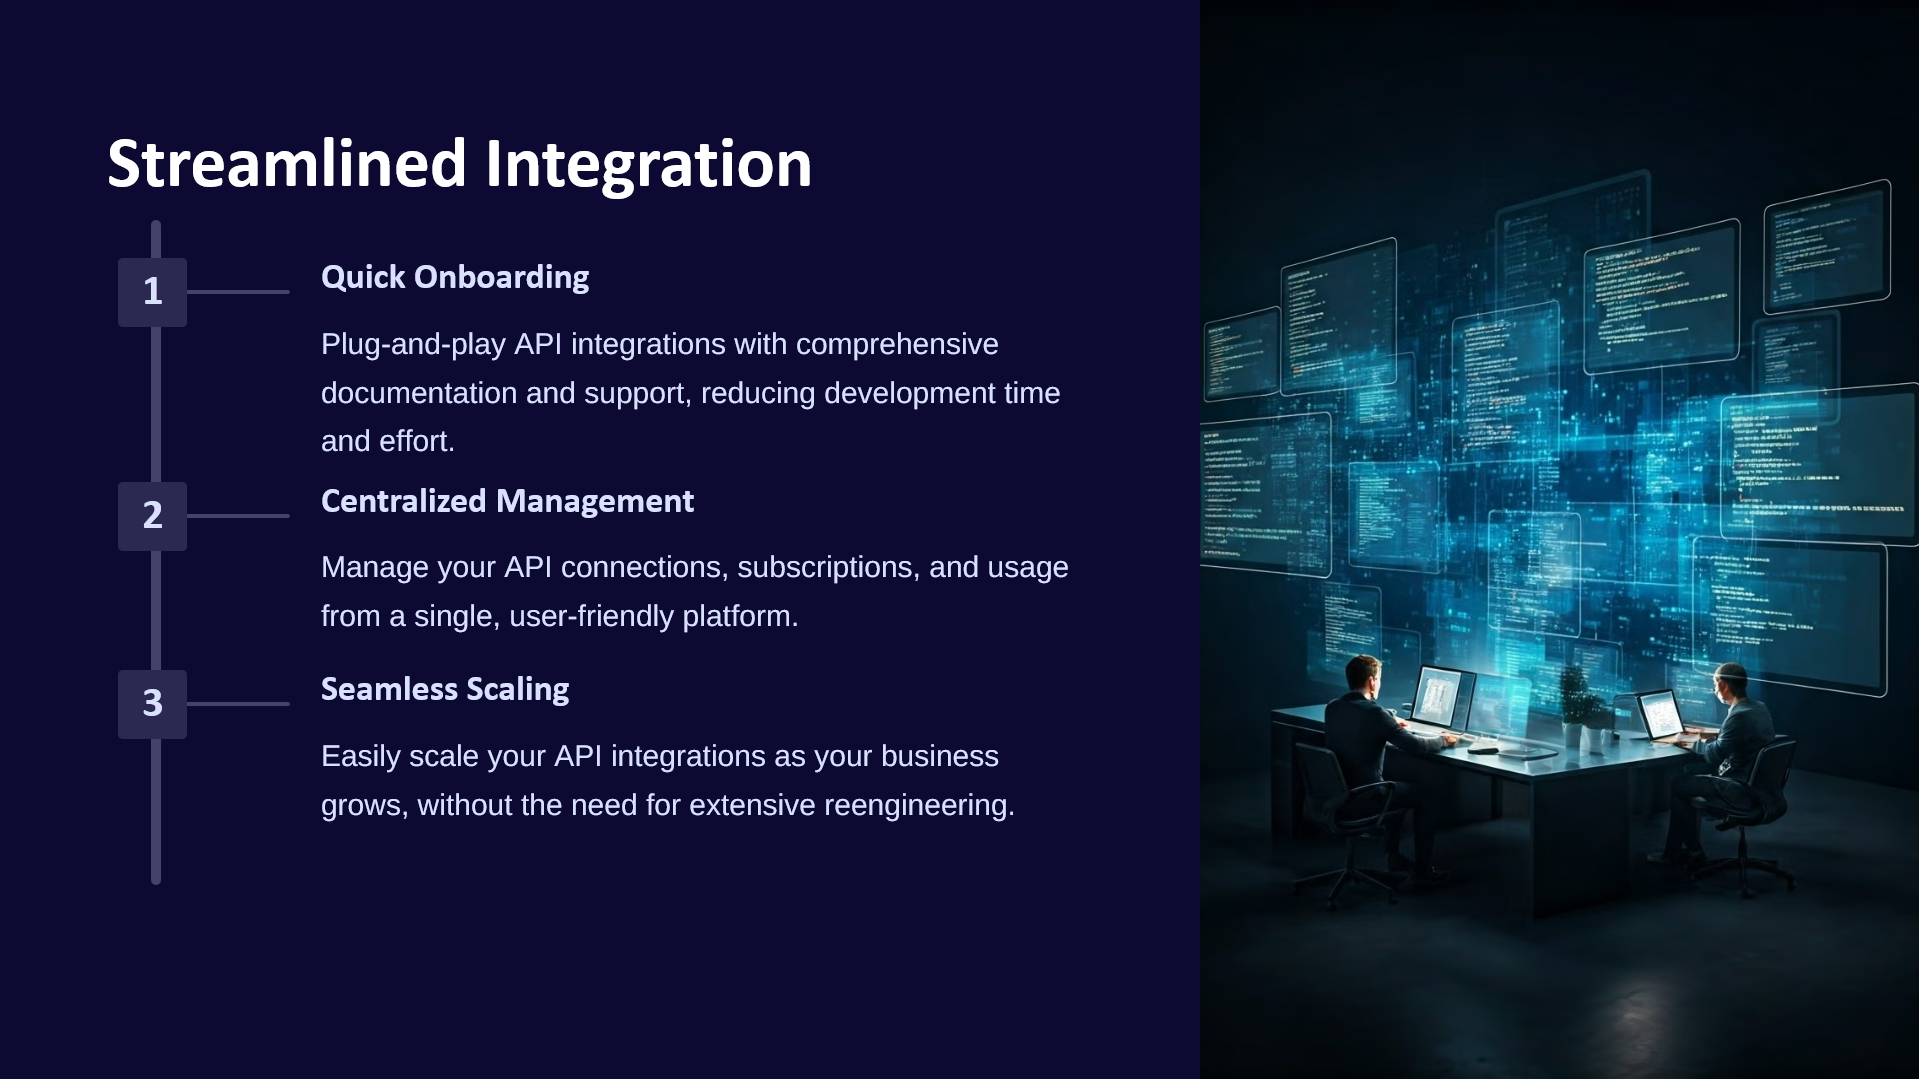 Streamlined Integration
1
Quick Onboarding
Plug-and-play API integrations with comprehensive
documentation and support, reducing development time
and effort.
2
Centralized Management
Manage your API connections, subscriptions, and usage
from a single, user-friendly platform.
3
Seamless Scaling
Easily scale your API integrations as your business
grows, without the need for extensive reengineering.